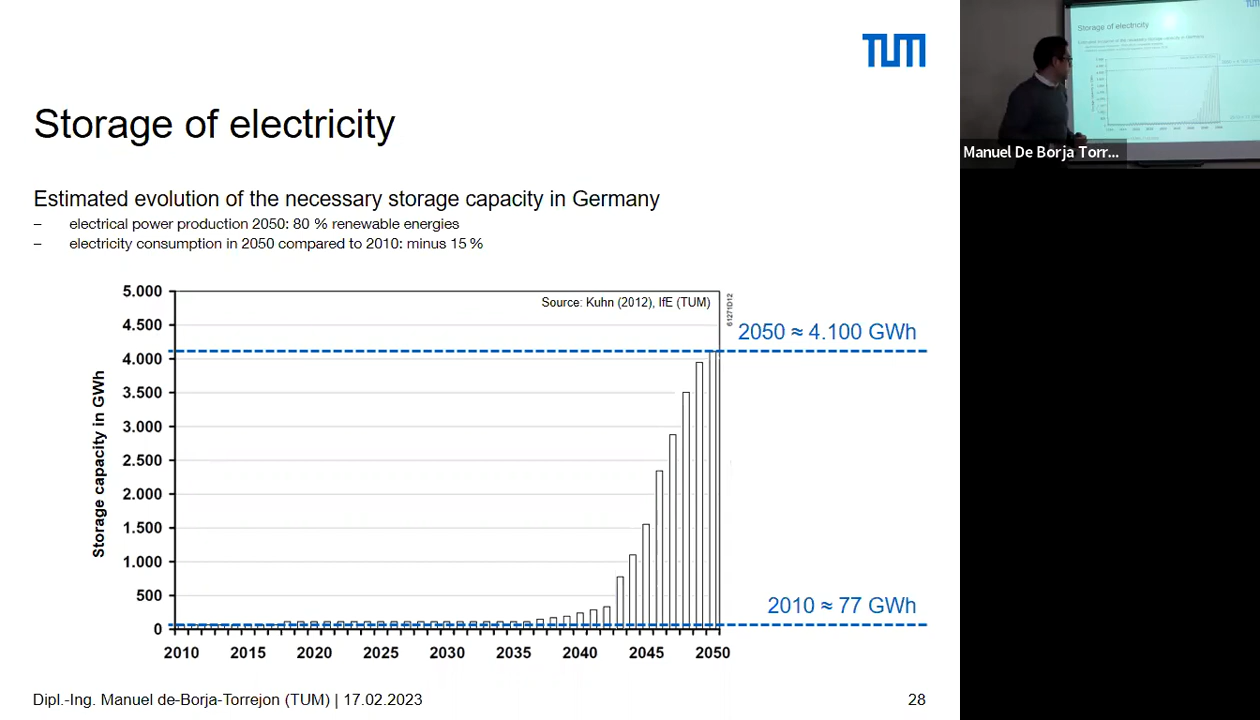 TUM
Storage of electricity
Estimated evolution of the necessary storage capacity in Germany
– electrical power production 2050: 80 % renewable energies
– electricity consumption in 2050 compared to 2010: minus 15 %
5.000
4.500
4.000
3.500
3.000
2.500
2.000
1.500
1.000
500
0
Storage capacity in GWh
Source: Kuhn (2012), IfE (TUM)
61271D12
2050 ≈ 4.100 GWh
2010 ≈ 77 GWh
2010 2015 2020 2025 2030 2035 2040 2045 2050
Dipl.-Ing. Manuel de-Borja-Torrejon (TUM) | 17.02.2023
28
TUM
Storage of electricity
Manuel De Borja Torr...